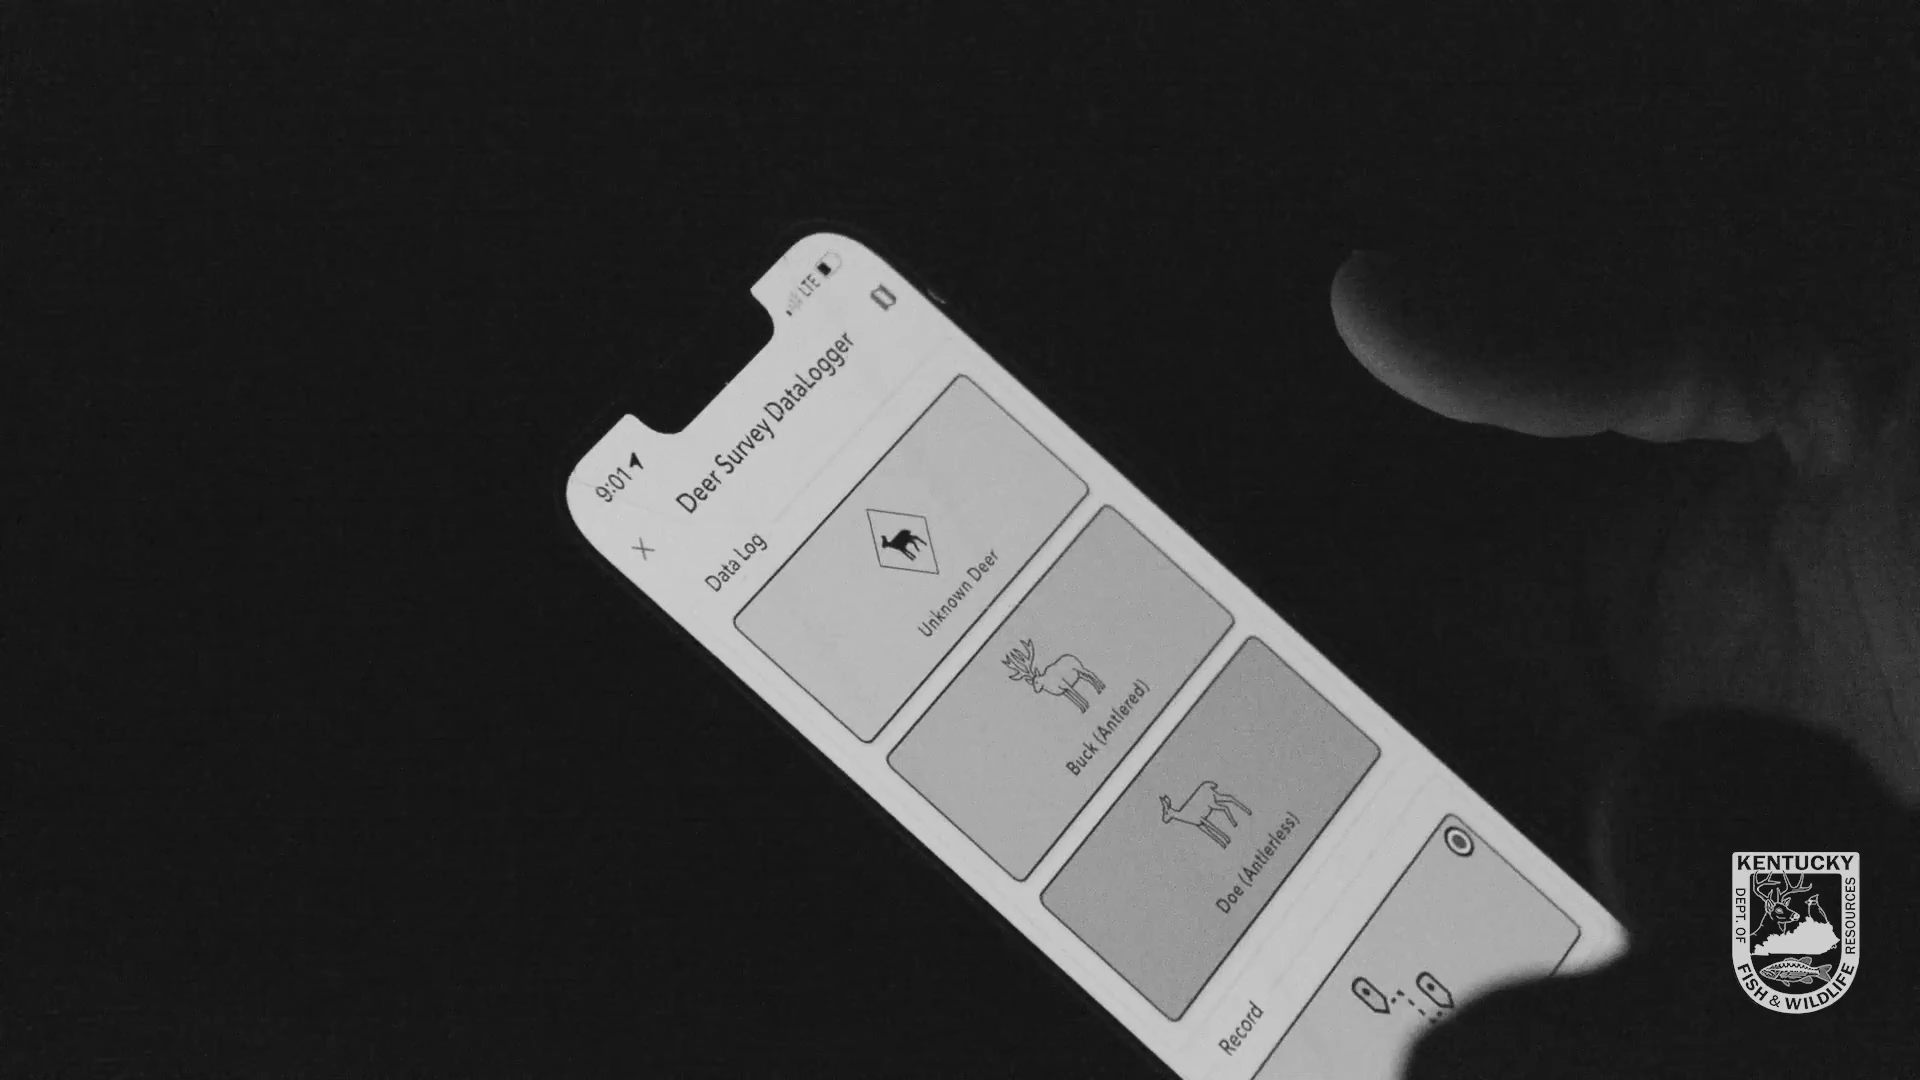 9:01
LTE
Deer Survey DataLogger
Data Log
Unknown Deer
Buck (Antlered)
Doe (Antlerless)
Record
KENTUCKY
DEPT. OF
FISH & WILDLIFE
RESOURCES